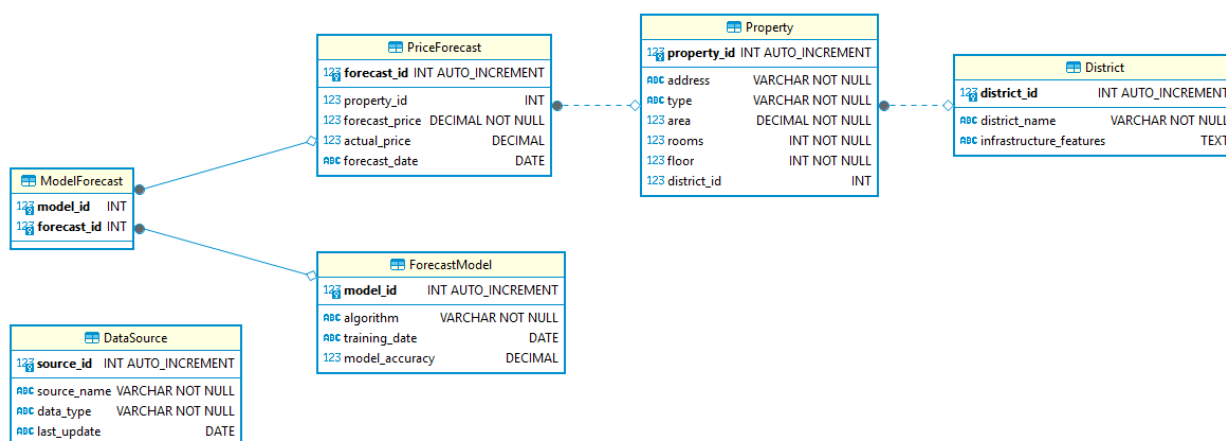 PriceForecast
forecast_id INT AUTO_INCREMENT
property_id INT
forecast_price DECIMAL NOT NULL
actual_price DECIMAL
forecast_date DATE
Property
property_id INT AUTO_INCREMENT
address VARCHAR NOT NULL
type VARCHAR NOT NULL
area DECIMAL NOT NULL
rooms INT NOT NULL
floor INT NOT NULL
district_id INT
District
district_id INT AUTO_INCREMENT
district_name VARCHAR NOT NULL
infrastructure_features TEXT
ModelForecast
model_id INT
forecast_id INT
ForecastModel
model_id INT AUTO_INCREMENT
algorithm VARCHAR NOT NULL
training_date DATE
model_accuracy DECIMAL
DataSource
source_id INT AUTO_INCREMENT
source_name VARCHAR NOT NULL
data_type VARCHAR NOT NULL
last_update DATE